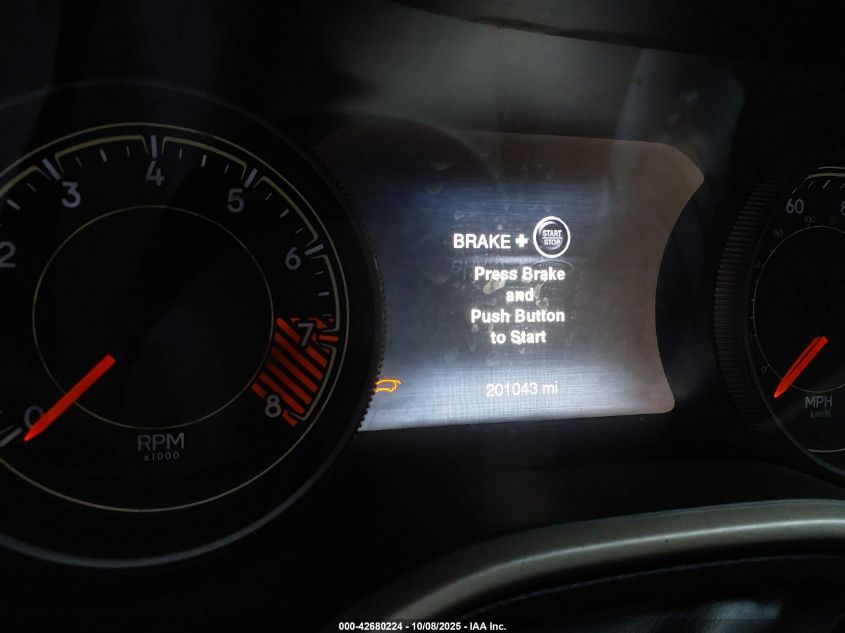 2
3
4
5
6
7
8
0
RPM
x1000
BRAKE + START
STOP
Press Brake
and
Push Button
to Start
201043 mi
60
MPH
km/h
000-42680224 - 10/08/2025 - IAA Inc.